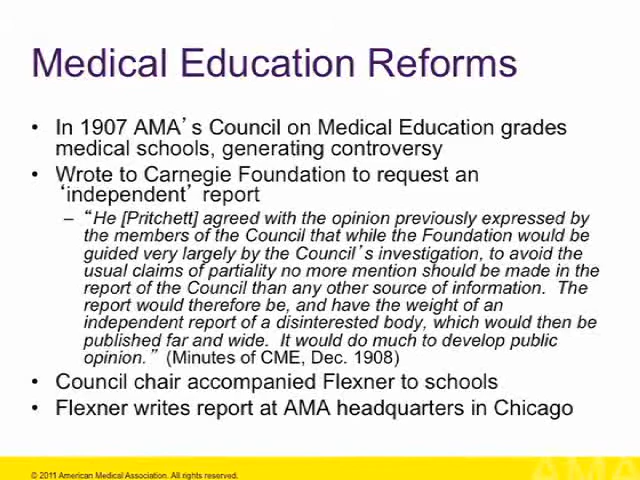 Medical Education Reforms
• In 1907 AMA's Council on Medical Education grades
medical schools, generating controversy
• Wrote to Carnegie Foundation to request an
‘independent’ report
– “He [Pritchett] agreed with the opinion previously expressed by
the members of the Council that while the Foundation would be
guided very largely by the Council’s investigation, to avoid the
usual claims of partiality no more mention should be made in the
report of the Council than any other source of information. The
report would therefore be, and have the weight of an
independent report of a disinterested body, which would then be
published far and wide. It would do much to develop public
opinion.” (Minutes of CME, Dec. 1908)
• Council chair accompanied Flexner to schools
• Flexner writes report at AMA headquarters in Chicago
© 2011 American Medical Association. All rights reserved.
AMA